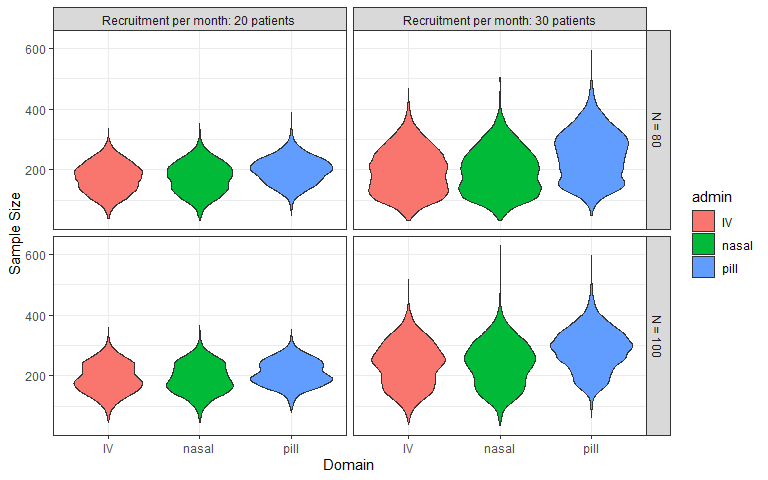 Recruitment per month: 20 patients
Recruitment per month: 30 patients
600
400
200
N = 80
600
400
200
N = 100
Sample Size
IV
nasal
pill
IV
nasal
pill
Domain
admin
IV
nasal
pill